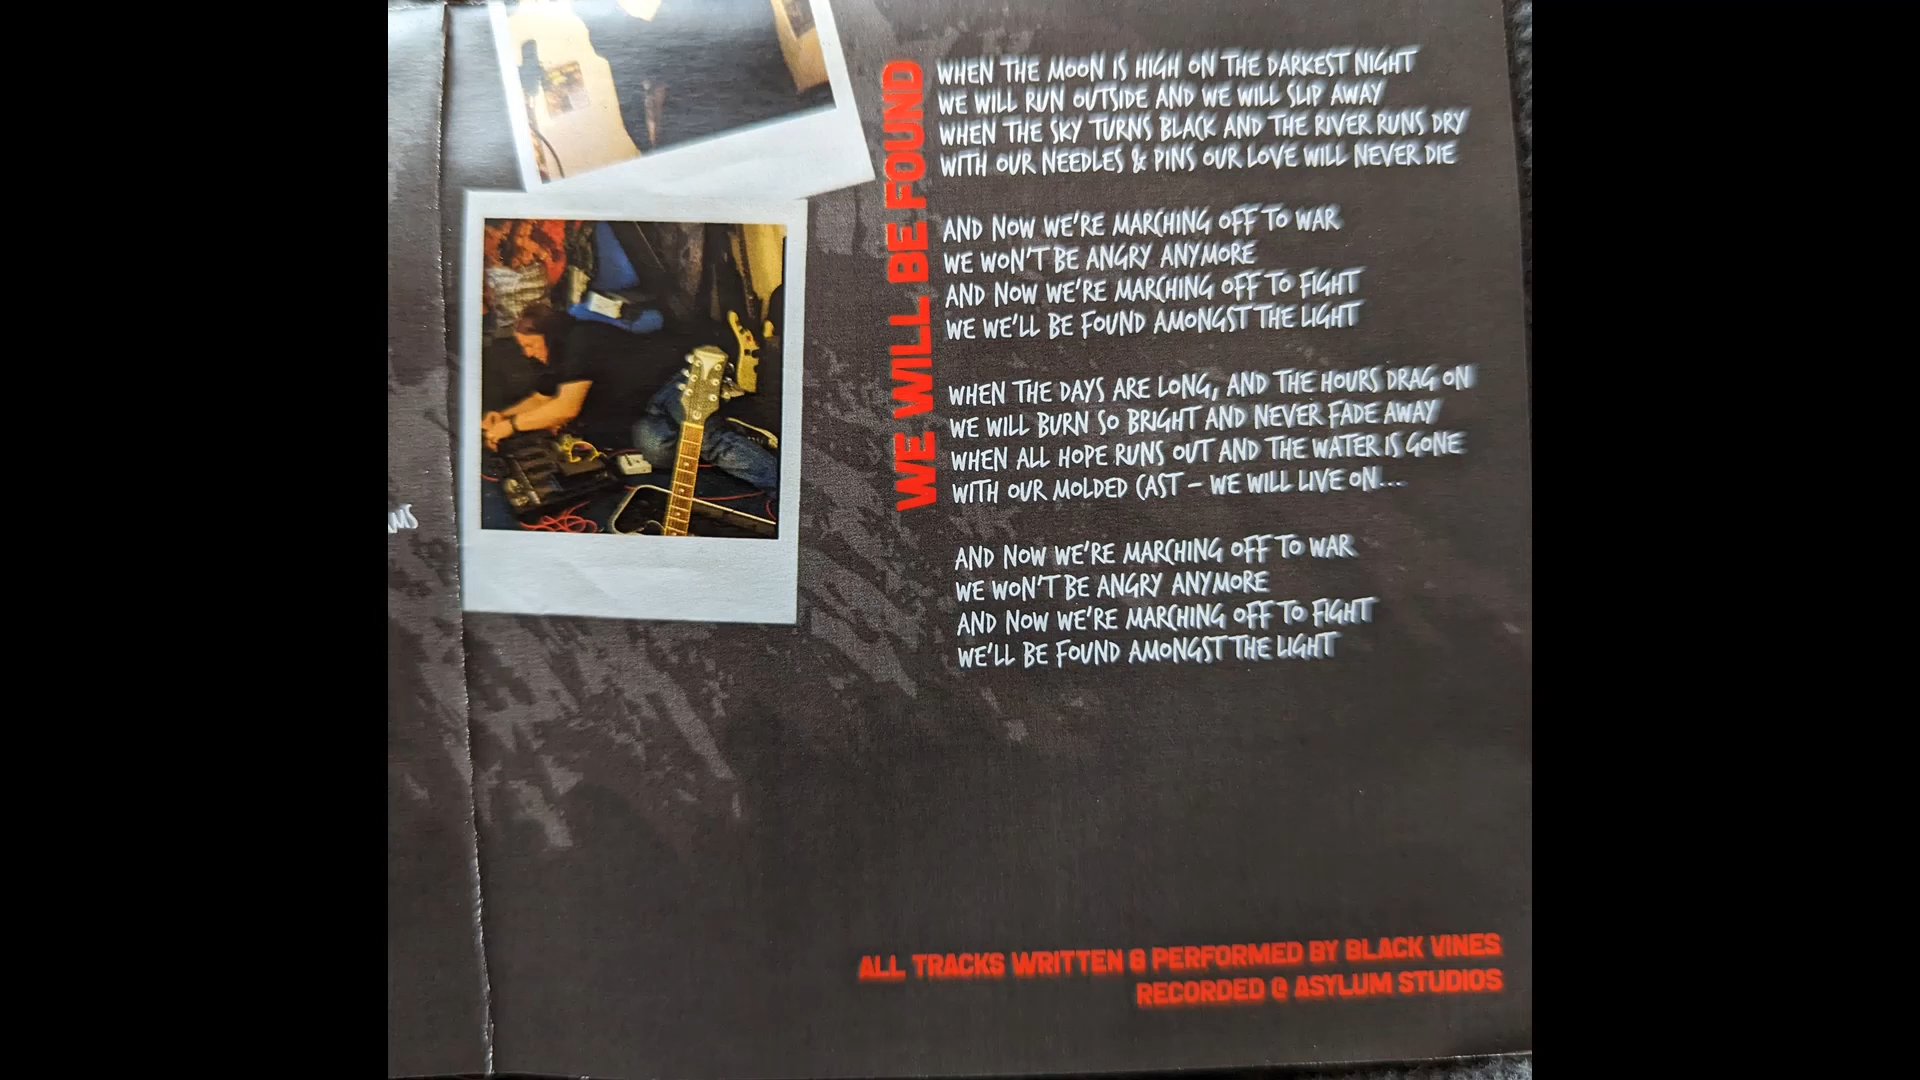 WE WILL BE FOUND
WHEN THE MOON IS HIGH ON THE DARKEST NIGHT
WE WILL RUN OUTSIDE AND WE WILL SLIP AWAY
WHEN THE SKY TURNS BLACK AND THE RIVER RUNS DRY
WITH OUR NEEDLES & PINS OUR LOVE WILL NEVER DIE
AND NOW WE'RE MARCHING OFF TO WAR
WE WON'T BE ANGRY ANYMORE
AND NOW WE'RE MARCHING OFF TO FIGHT
WE WE'LL BE FOUND AMONGST THE LIGHT
WHEN THE DAYS ARE LONG, AND THE HOURS DRAG ON
WE WILL BURN SO BRIGHT AND NEVER FADE AWAY
WHEN ALL HOPE RUNS OUT AND THE WATER IS GONE
WITH OUR MOLDED CAST – WE WILL LIVE ON...
AND NOW WE'RE MARCHING OFF TO WAR
WE WON'T BE ANGRY ANYMORE
AND NOW WE'RE MARCHING OFF TO FIGHT
WE'LL BE FOUND AMONGST THE LIGHT
ALL TRACKS WRITTEN & PERFORMED BY BLACK VINES
RECORDED @ ASYLUM STUDIOS